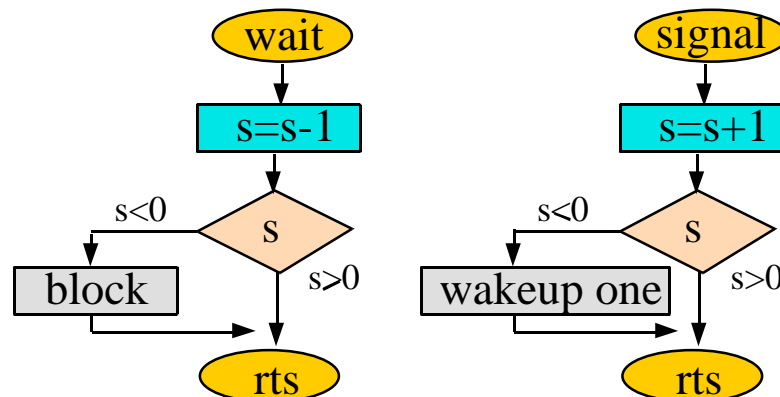 wait
s=s-1
s<0
s
s≥0
block
rts
signal
s=s+1
s≤0
s
s>0
wakeup one
rts